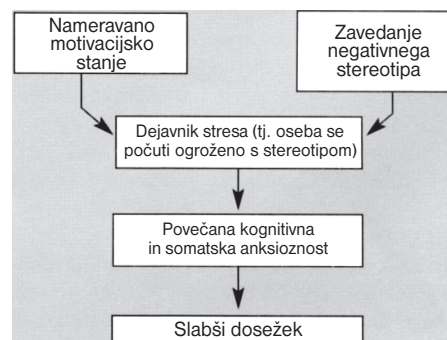 Nameravano
motivacijsko
stanje
Zavedanje
negativnega
stereotipa
Dejavnik stresa (tj. oseba se
počuti ogroženo s stereotipom)
Povečana kognitivna
in somatska anksioznost
Slabši dosežek